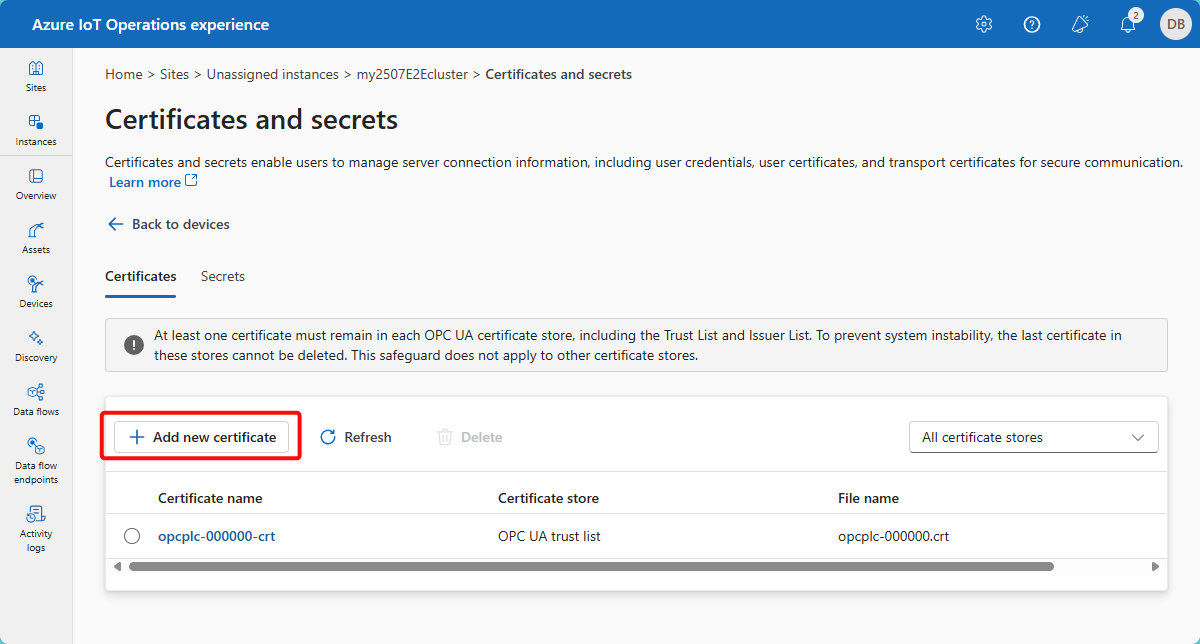 Azure IoT Operations experience
2
DB
Sites
Instances
Overview
Assets
Devices
Discovery
Data flows
Data flow
endpoints
Activity
logs
Home > Sites > Unassigned instances > my2507E2Ecluster > Certificates and secrets
Certificates and secrets
Certificates and secrets enable users to manage server connection information, including user credentials, user certificates, and transport certificates for secure communication.
Learn more
Back to devices
Certificates Secrets
At least one certificate must remain in each OPC UA certificate store, including the Trust List and Issuer List. To prevent system instability, the last certificate in
these stores cannot be deleted. This safeguard does not apply to other certificate stores.
Add new certificate Refresh Delete All certificate stores
Certificate name Certificate store File name
opcplc-000000-crt OPC UA trust list opcplc-000000.crt